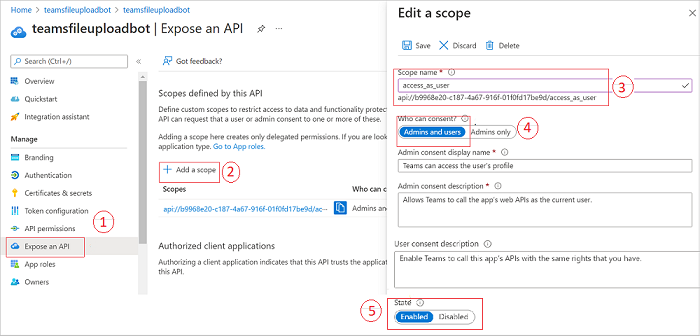 Home > teamsfileuploadbot >
teamsfileuploadbot | Expose an API
Search (Ctrl+/)
Overview
Quickstart
Integration assistant
Manage
Branding
Authentication
Certificates & secrets
Token configuration
API permissions
1
Expose an API
App roles
Owners
Got feedback?
Scopes defined by this API
Define custom scopes to restrict access to data and functionality protec
API can request that a user or admin consent to one or more of these.
Adding a scope here creates only delegated permissions. If you are look
application type. Go to App roles.
+ Add a scope
2
Scopes
Who can c
api://b9968e20-c187-4a67-916f-01f0fd17be9d/ac···
Admins and
Authorized client applications
Authorizing a client application indicates that this API trusts the applicat
this API.
Edit a scope
Save
Discard
Delete
Scope name *
access_as_user
api://b9968e20-c187-4a67-916f-01f0fd17be9d/access_as_user
3
Who can consent?
4
Admins and users
Admins only
Admin consent display name *
Teams can access the user's profile
Admin consent description *
Allows Teams to call the app's web APIs as the current user.
User consent description
Enable Teams to call this app's APIs with the same rights that you have.
5
State
Enabled
Disabled